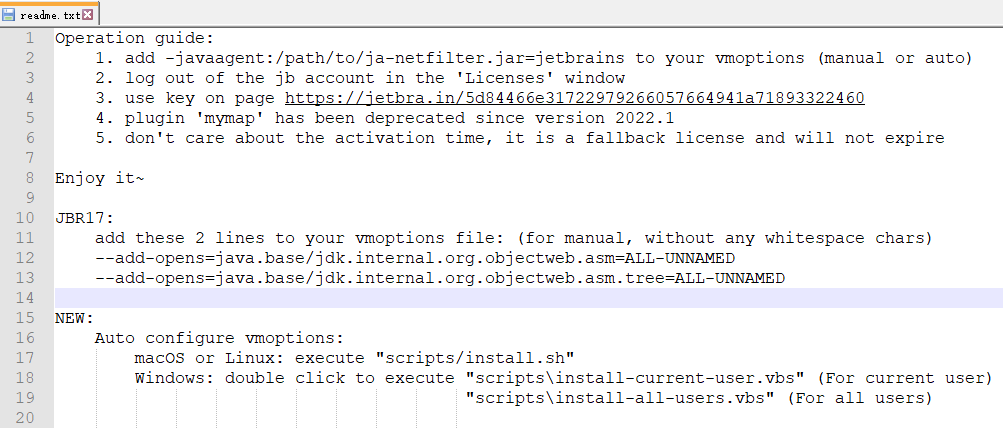 readme.txt
1 Operation guide:
2 1. add -javaagent:/path/to/ja-netfilter.jar=jetbrains to your vmoptions (manual or auto)
3 2. log out of the jb account in the 'Licenses' window
4 3. use key on page https://jetbra.in/5d84466e31722979266057664941a71893322460
5 4. plugin 'mymap' has been deprecated since version 2022.1
6 5. don't care about the activation time, it is a fallback license and will not expire
7
8 Enjoy it~
9
10 JBR17:
11 add these 2 lines to your vmoptions file: (for manual, without any whitespace chars)
12 --add-opens=java.base/jdk.internal.org.objectweb.asm=ALL-UNNAMED
13 --add-opens=java.base/jdk.internal.org.objectweb.asm.tree=ALL-UNNAMED
14
15 NEW:
16 Auto configure vmoptions:
17 macOS or Linux: execute "scripts/install.sh"
18 Windows: double click to execute "scripts\install-current-user.vbs" (For current user)
19 "scripts\install-all-users.vbs" (For all users)
20